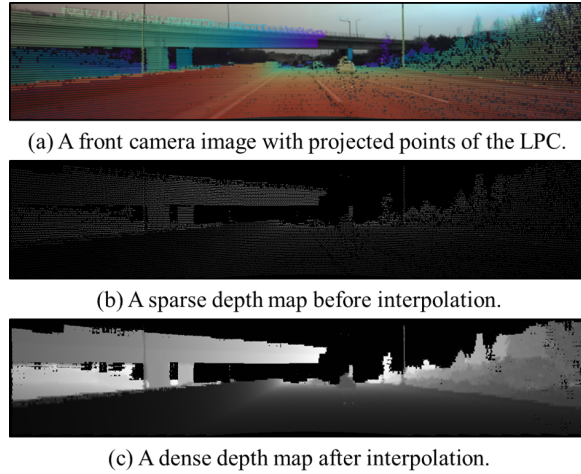 (a) A front camera image with projected points of the LPC.
(b) A sparse depth map before interpolation.
(c) A dense depth map after interpolation.